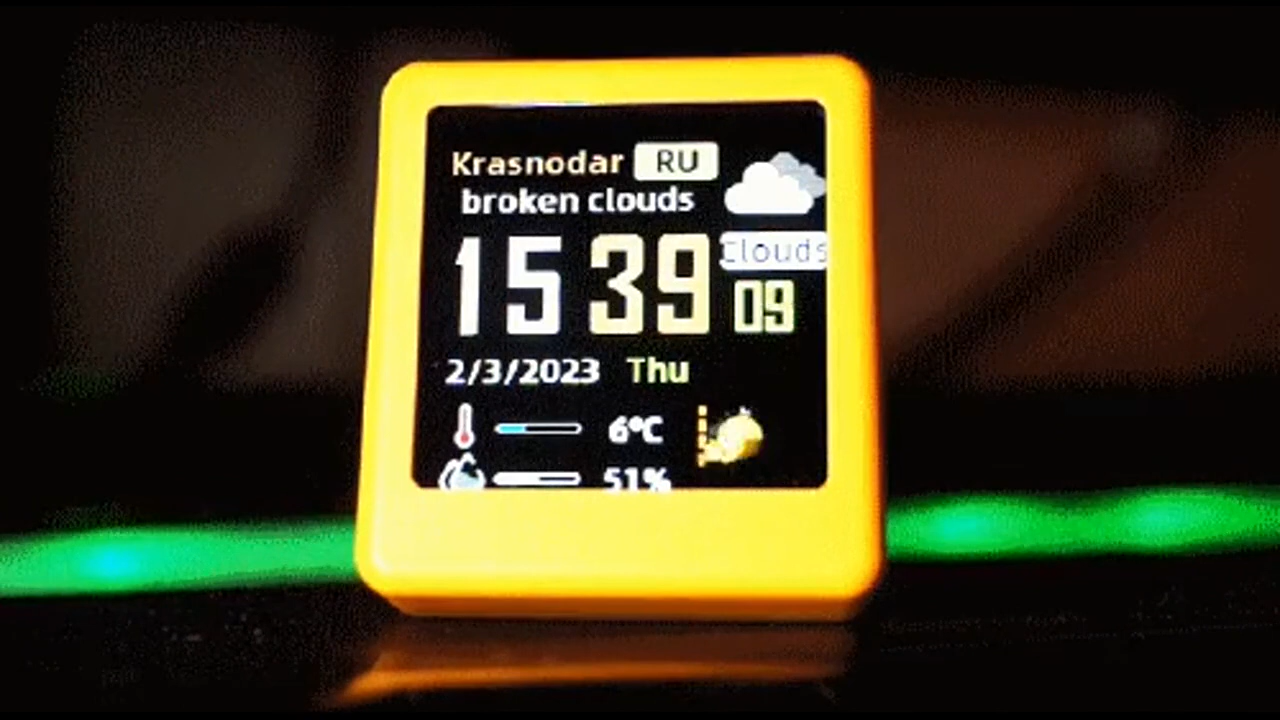 Krasnodar RU
broken clouds
Clouds
15 39 09
2/3/2023 Thu
6°C
51%